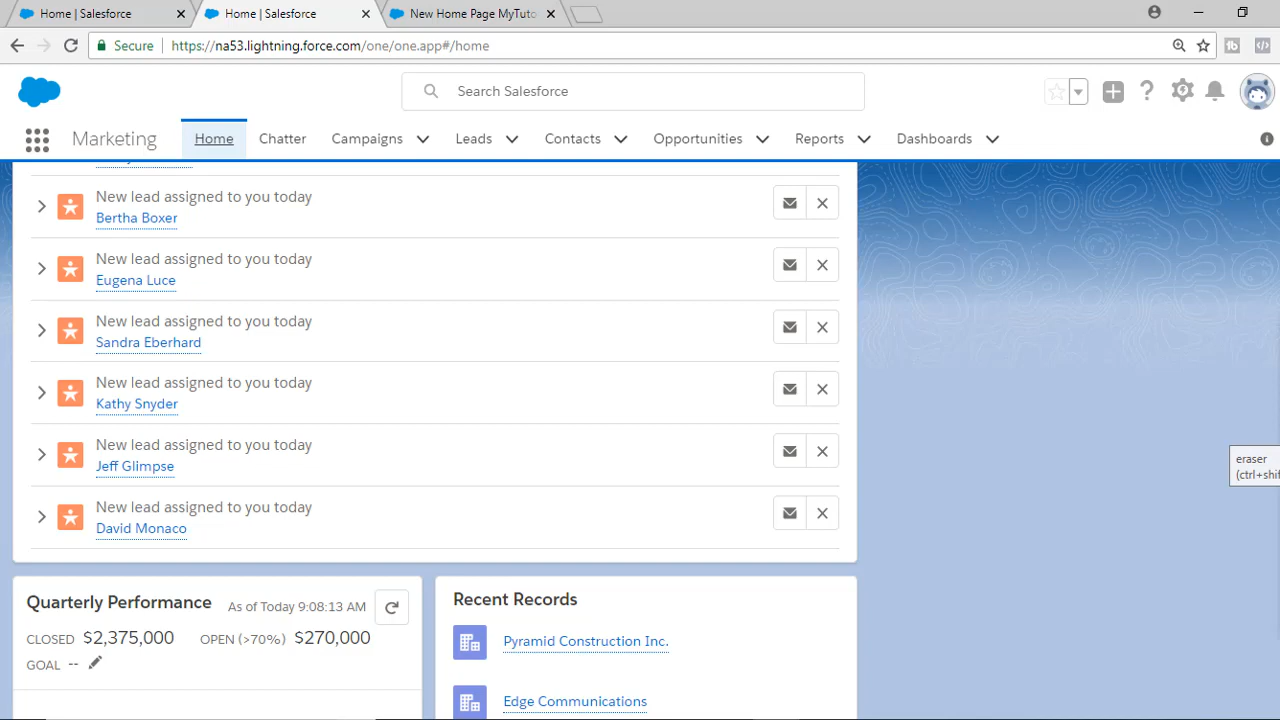 Home | Salesforce
Home | Salesforce
New Home Page MyTuto
Secure
https://na53.lightning.force.com/one/one.app#/home
Search Salesforce
Marketing
Home
Chatter
Campaigns
Leads
Contacts
Opportunities
Reports
Dashboards
New lead assigned to you today
Bertha Boxer
New lead assigned to you today
Eugena Luce
New lead assigned to you today
Sandra Eberhard
New lead assigned to you today
Kathy Snyder
New lead assigned to you today
Jeff Glimpse
New lead assigned to you today
David Monaco
eraser
(ctrl+shif
Quarterly Performance
As of Today 9:08:13 AM
CLOSED $2,375,000
OPEN (>70%) $270,000
GOAL --
Recent Records
Pyramid Construction Inc.
Edge Communications